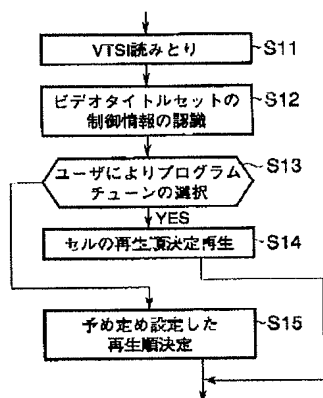 VTSI読みとり
S11
ビデオタイトルセットの
制御情報の認識
S12
ユーザによりプログラム
チェーンの選択
S13
YES
セルの再生順決定再生
S14
予め定め設定した
再生順決定
S15